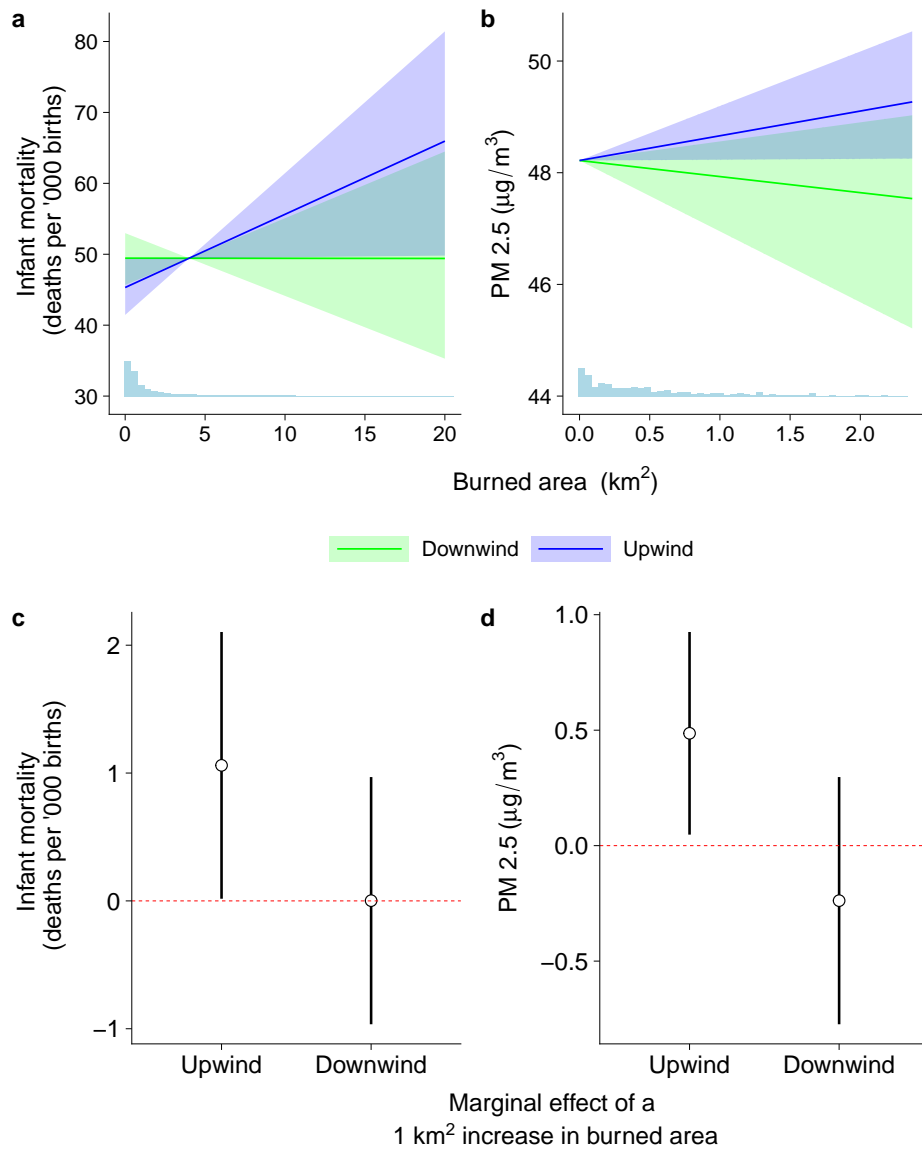 a
Infant mortality
(deaths per '000 births)
80
70
60
50
40
30
0
5
10
15
20
b
PM 2.5 (μg/m³)
50
48
46
44
0.0
0.5
1.0
1.5
2.0
Burned area (km²)
Downwind
Upwind
c
Infant mortality
(deaths per '000 births)
2
1
0
−1
Upwind
Downwind
d
PM 2.5 (μg/m³)
1.0
0.5
0.0
−0.5
Upwind
Downwind
Marginal effect of a
1 km² increase in burned area